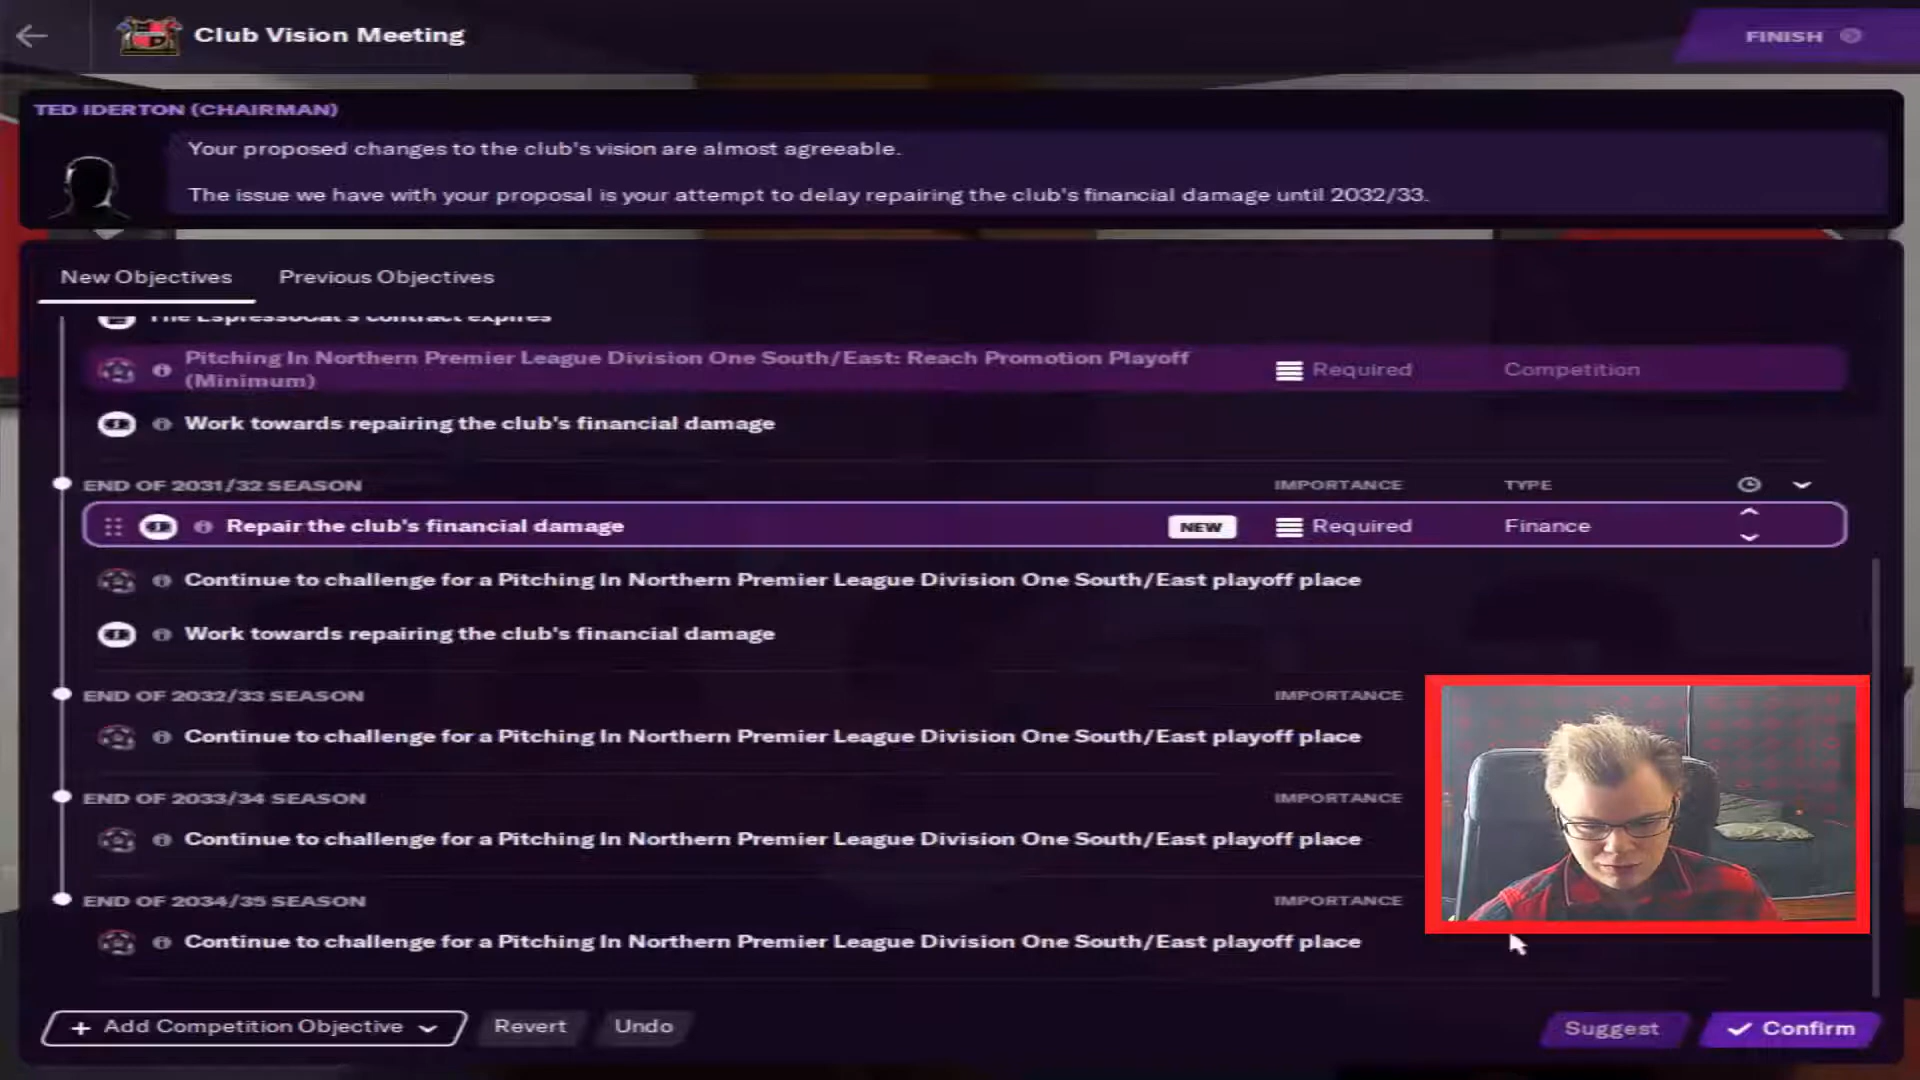 Club Vision Meeting
FINISH
TED IDERTON (CHAIRMAN)
Your proposed changes to the club's vision are almost agreeable.
The issue we have with your proposal is your attempt to delay repairing the club's financial damage until 2032/33.
New Objectives Previous Objectives
The EspressoCat's contract expires
Pitching In Northern Premier League Division One South/East: Reach Promotion Playoff
(Minimum)
Required Competition
Work towards repairing the club's financial damage
END OF 2031/32 SEASON IMPORTANCE TYPE
Repair the club's financial damage NEW Required Finance
Continue to challenge for a Pitching In Northern Premier League Division One South/East playoff place
Work towards repairing the club's financial damage
END OF 2032/33 SEASON IMPORTANCE
Continue to challenge for a Pitching In Northern Premier League Division One South/East playoff place
END OF 2033/34 SEASON IMPORTANCE
Continue to challenge for a Pitching In Northern Premier League Division One South/East playoff place
END OF 2034/35 SEASON IMPORTANCE
Continue to challenge for a Pitching In Northern Premier League Division One South/East playoff place
+ Add Competition Objective Revert Undo Suggest Confirm